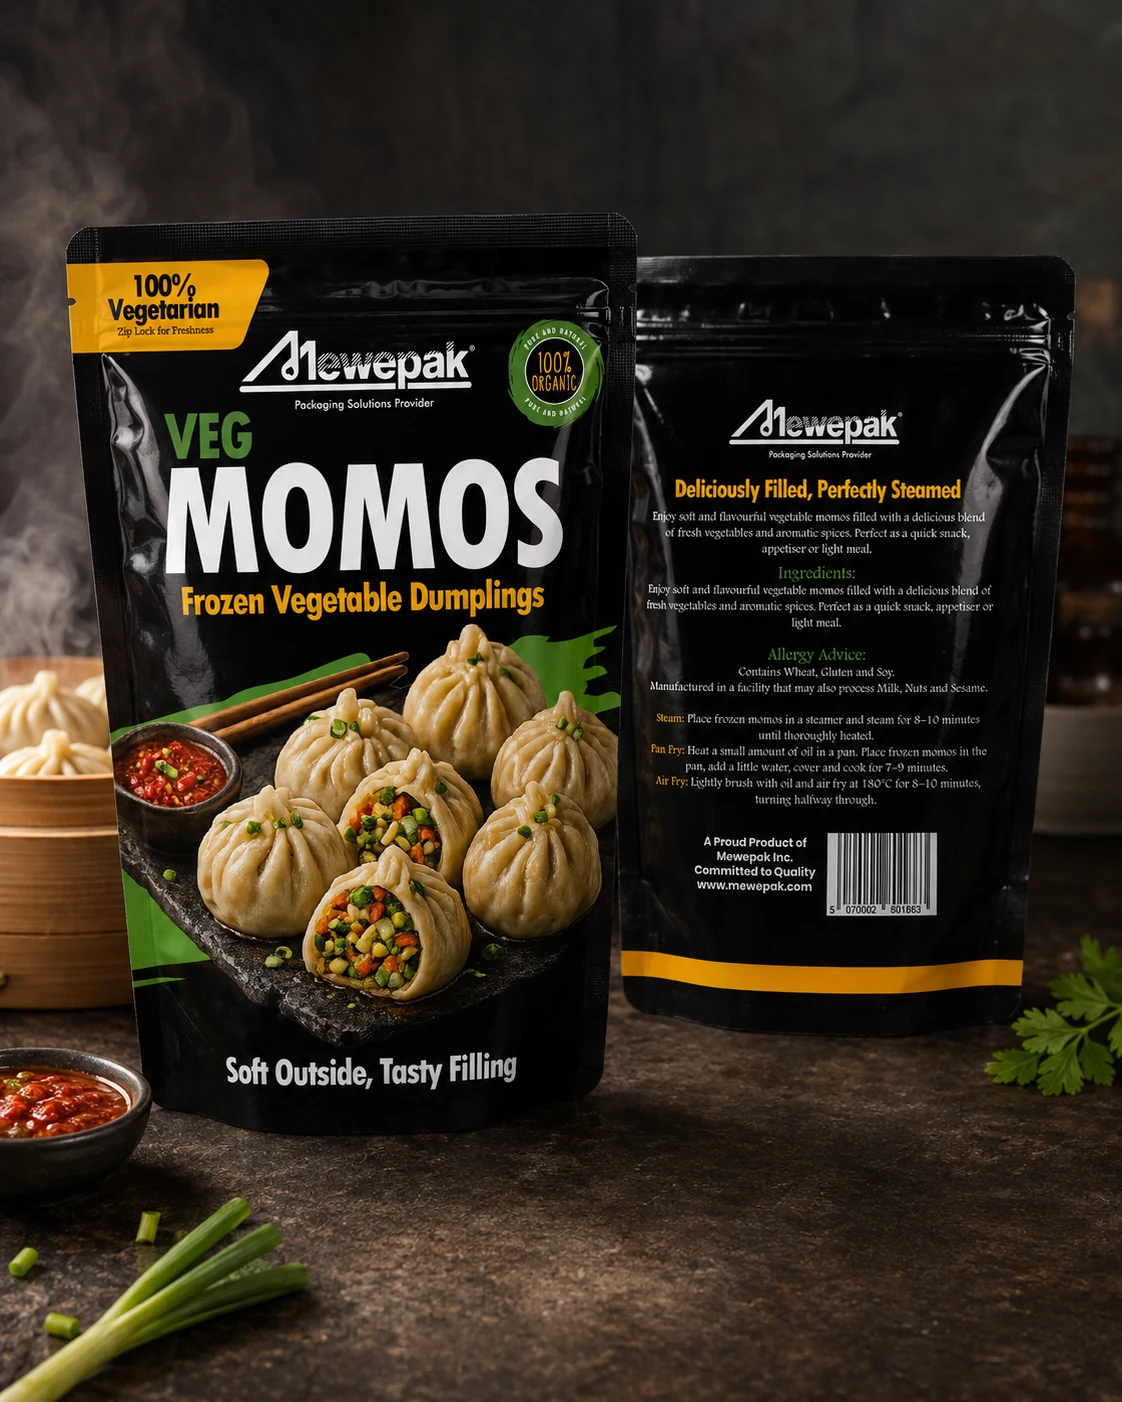 100%
Vegetarian
Zip Lock for Freshness
Mewepak®
Packaging Solutions Provider
PURE AND NATURAL
100%
ORGANIC
PURE AND NATURAL
VEG
MOMOS
Frozen Vegetable Dumplings
Soft Outside, Tasty Filling
Mewepak®
Packaging Solutions Provider
Deliciously Filled, Perfectly Steamed
Enjoy soft and flavourful vegetable momos filled with a delicious blend
of fresh vegetables and aromatic spices. Perfect as a quick snack,
appetiser or light meal.
Ingredients:
Enjoy soft and flavourful vegetable momos filled with a delicious blend of
fresh vegetables and aromatic spices. Perfect as a quick snack, appetiser or
light meal.
Allergy Advice:
Contains Wheat, Gluten and Soy.
Manufactured in a facility that may also process Milk, Nuts and Sesame.
Steam: Place frozen momos in a steamer and steam for 8–10 minutes
until thoroughly heated.
Pan Fry: Heat a small amount of oil in a pan. Place frozen momos in the
pan, add a little water, cover and cook for 7–9 minutes.
Air Fry: Lightly brush with oil and air fry at 180°C for 8–10 minutes,
turning halfway through.
A Proud Product of
Mewepak Inc.
Committed to Quality
www.mewepak.com
5 070002 801863